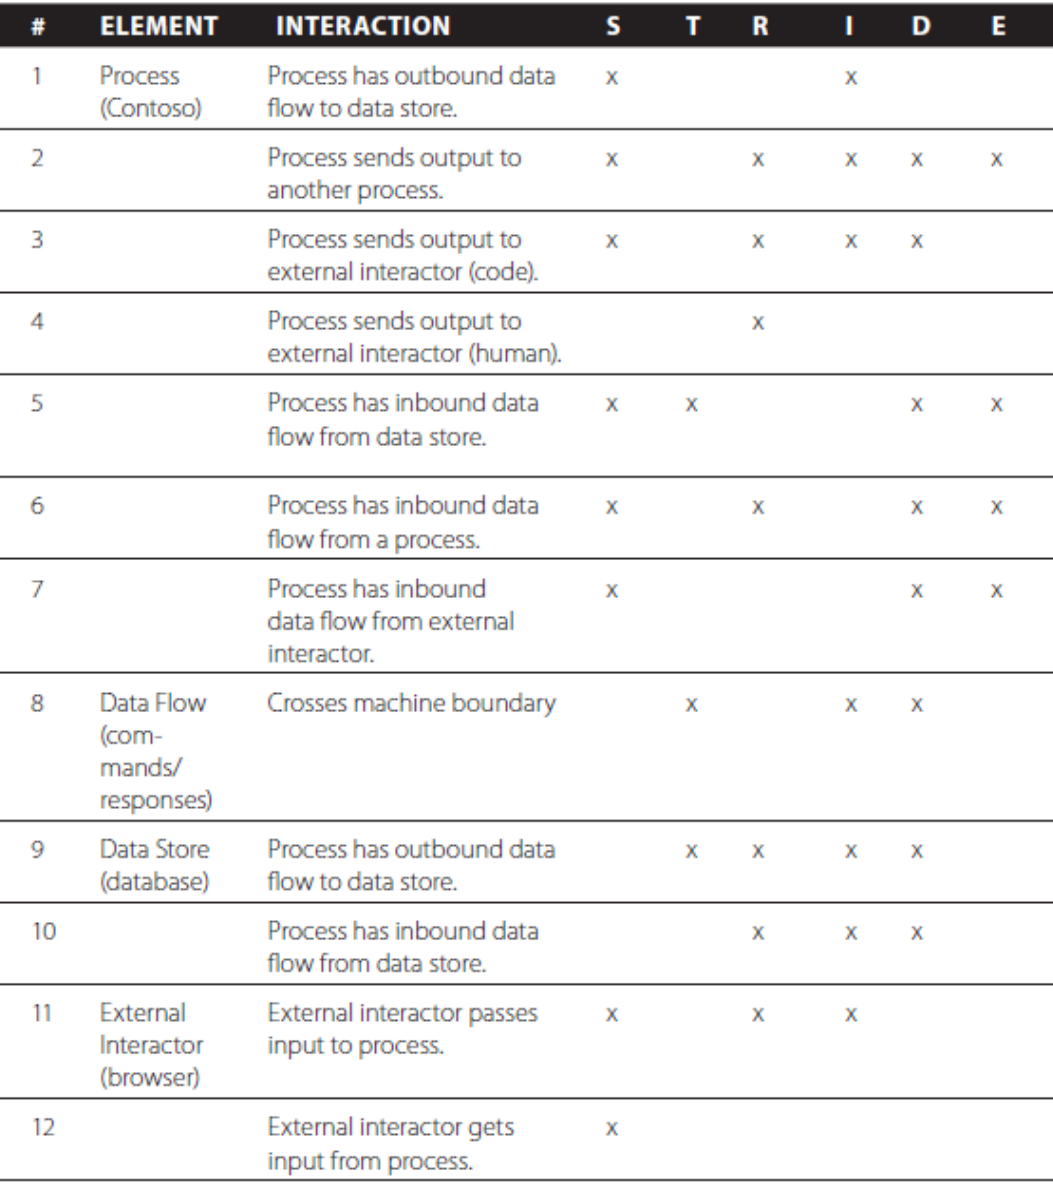 # ELEMENT INTERACTION S T R I D E
1 Process Process has outbound data x x
(Contoso) flow to data store.
2 Process sends output to x x x x x
another process.
3 Process sends output to x x x x
external interactor (code).
4 Process sends output to x
external interactor (human).
5 Process has inbound data x x x x
flow from data store.
6 Process has inbound data x x x x
flow from a process.
7 Process has inbound x x x
data flow from external
interactor.
8 Data Flow Crosses machine boundary x x x
(com-
mands/
responses)
9 Data Store Process has outbound data x x x x
(database) flow to data store.
10 Process has inbound data x x x
flow from data store.
11 External External interactor passes x x x
Interactor input to process.
(browser)
12 External interactor gets x
input from process.